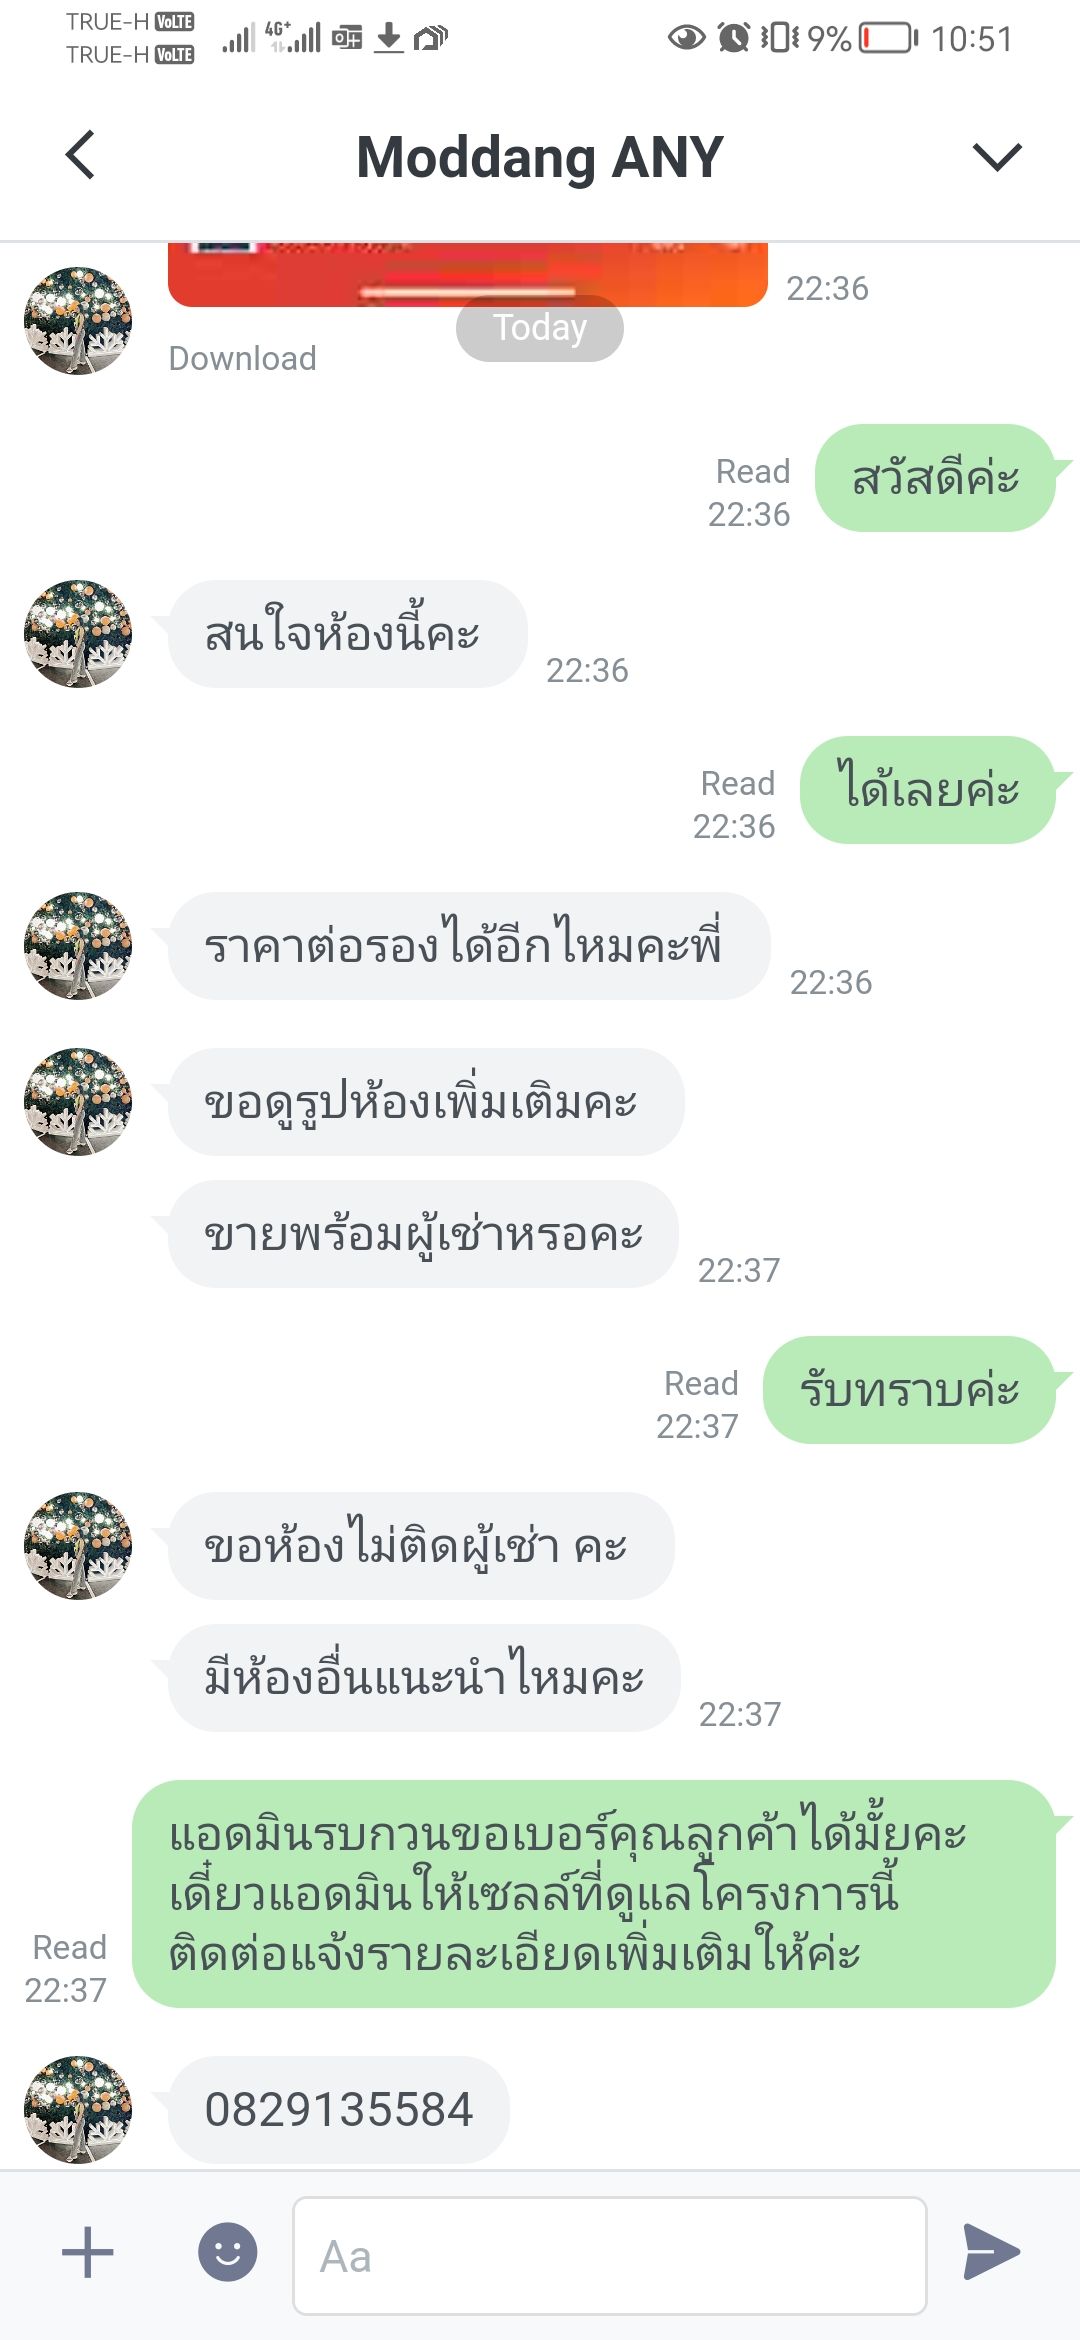 TRUE-H VoLTE
TRUE-H VoLTE
4G+
9%
10:51
Moddang ANY
22:36
Today
Download
สวัสดีค่ะ
Read
22:36
สนใจห้องนี้คะ
22:36
ได้เลยค่ะ
Read
22:36
ราคาต่อรองได้อีกไหมคะพี่
22:36
ขอดูรูปห้องเพิ่มเติมคะ
ขายพร้อมผู้เช่าหรอคะ
22:37
รับทราบค่ะ
Read
22:37
ขอห้องไม่ติดผู้เช่า คะ
มีห้องอื่นแนะนำไหมคะ
22:37
แอดมินรบกวนขอเบอร์คุณลูกค้าได้มั้ยคะ
เดี๋ยวแอดมินให้เซลล์ที่ดูแลโครงการนี้
ติดต่อแจ้งรายละเอียดเพิ่มเติมให้ค่ะ
Read
22:37
0829135584
Aa